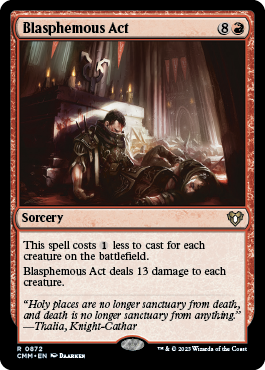 Blasphemous Act 8
Sorcery
This spell costs 1 less to cast for each
creature on the battlefield.
Blasphemous Act deals 13 damage to each
creature.
“Holy places are no longer sanctuary from death,
and death is no longer sanctuary from anything.”
—Thalia, Knight-Cathar
R 0872
CMM • EN Daarken
™ & © 2023 Wizards of the Coast